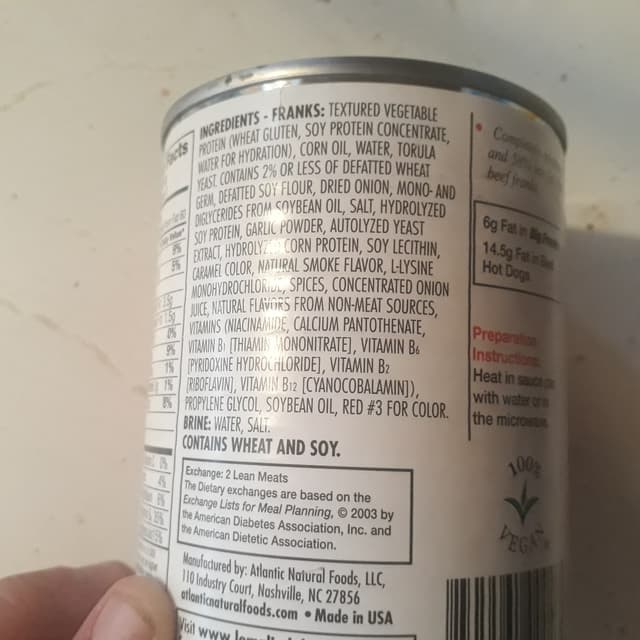 INGREDIENTS - FRANKS: TEXTURED VEGETABLE
PROTEIN (WHEAT GLUTEN, SOY PROTEIN CONCENTRATE,
WATER FOR HYDRATION), CORN OIL, WATER, TORULA
YEAST. CONTAINS 2% OR LESS OF DEFATTED WHEAT
GERM, DEFATTED SOY FLOUR, DRIED ONION, MONO- AND
DIGLYCERIDES FROM SOYBEAN OIL, SALT, HYDROLYZED
SOY PROTEIN, GARLIC POWDER, AUTOLYZED YEAST
EXTRACT, HYDROLYZED CORN PROTEIN, SOY LECITHIN,
CARAMEL COLOR, NATURAL SMOKE FLAVOR, L-LYSINE
MONOHYDROCHLORIDE, SPICES, CONCENTRATED ONION
JUICE, NATURAL FLAVORS FROM NON-MEAT SOURCES,
VITAMINS (NIACINAMIDE, CALCIUM PANTOTHENATE,
VITAMIN B1 [THIAMIN MONONITRATE], VITAMIN B6
[PYRIDOXINE HYDROCHLORIDE], VITAMIN B2
[RIBOFLAVIN], VITAMIN B12 [CYANOCOBALAMIN]),
PROPYLENE GLYCOL, SOYBEAN OIL, RED #3 FOR COLOR.
BRINE: WATER, SALT.
CONTAINS WHEAT AND SOY.
Exchange: 2 Lean Meats
The Dietary exchanges are based on the
Exchange Lists for Meal Planning, © 2003 by
the American Diabetes Association, Inc. and
the American Dietetic Association.
Manufactured by: Atlantic Natural Foods, LLC,
110 Industry Court, Nashville, NC 27856
atlanticnaturalfoods.com • Made in USA
Visit www.
and
beef franks
6g Fat in Big
14.5g Fat in
Hot Dogs
Preparation
Instructions:
Heat in sauce
with water or
the microwave.
100%
VEGAN